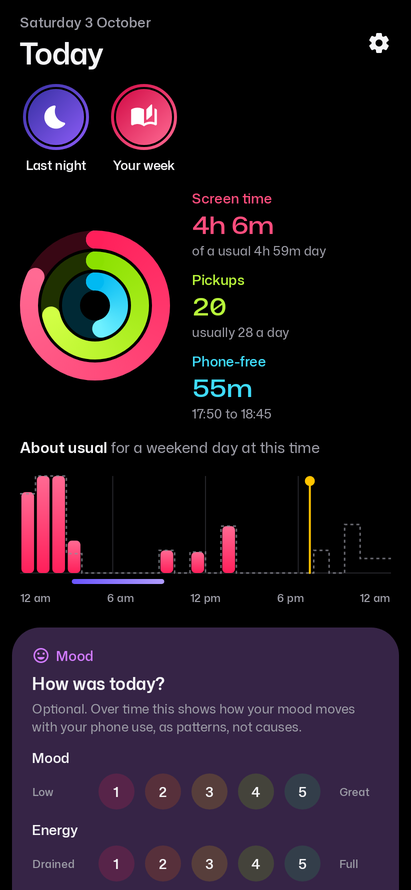 Saturday 3 October
Today
Last night
Your week
Screen time
4h 6m
of a usual 4h 59m day
Pickups
20
usually 28 a day
Phone-free
55m
17:50 to 18:45
About usual for a weekend day at this time
12 am 6 am 12 pm 6 pm 12 am
Mood
How was today?
Optional. Over time this shows how your mood moves
with your phone use, as patterns, not causes.
Mood
Low 1 2 3 4 5 Great
Energy
Drained 1 2 3 4 5 Full